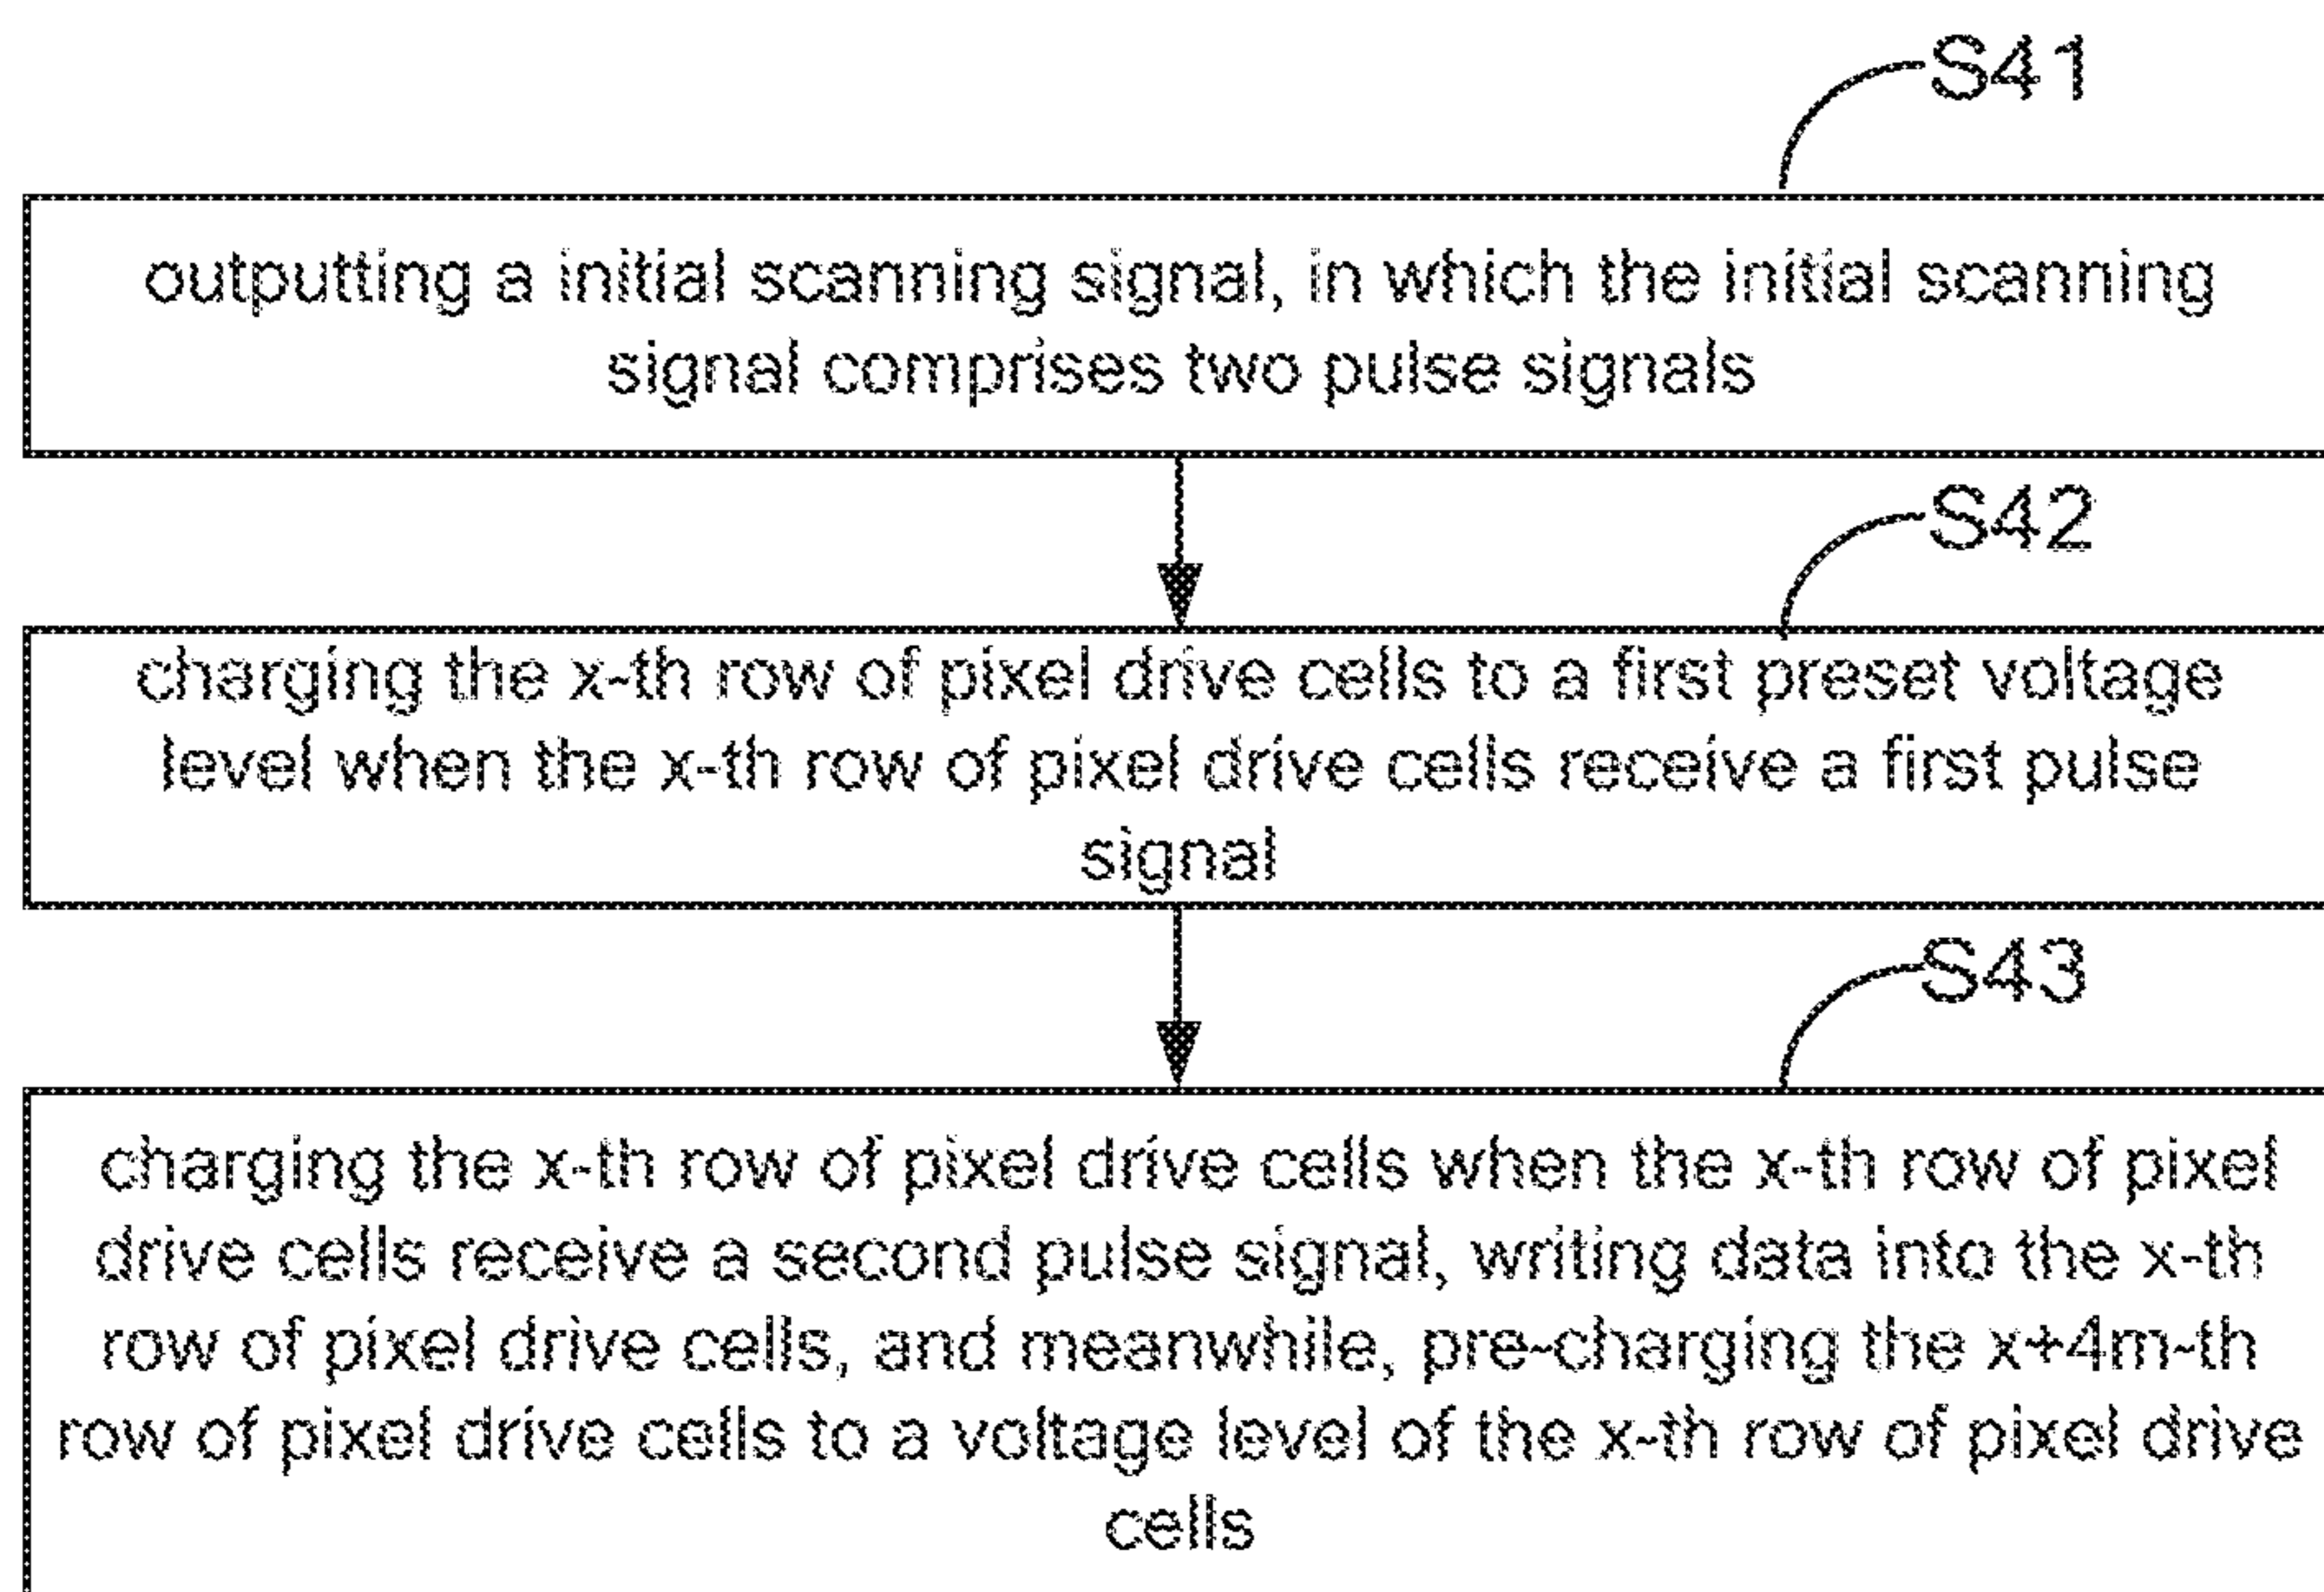 S41
outputting a initial scanning signal, in which the initial scanning
signal comprises two pulse signals
S42
charging the x-th row of pixel drive cells to a first preset voltage
level when the x-th row of pixel drive cells receive a first pulse
signal
S43
charging the x-th row of pixel drive cells when the x-th row of pixel
drive cells receive a second pulse signal, writing data into the x-th
row of pixel drive cells, and meanwhile, pre-charging the x+4m-th
row of pixel drive cells to a voltage level of the x-th row of pixel drive
cells